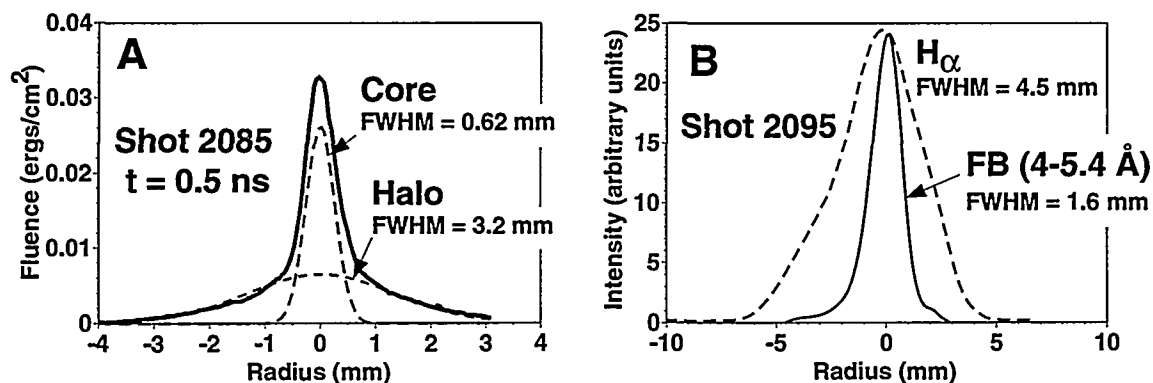 A
Fluence (ergs/cm²)
0.04
0.03
0.02
0.01
0
Shot 2085
t = 0.5 ns
Core
FWHM = 0.62 mm
Halo
FWHM = 3.2 mm
-4 -3 -2 -1 0 1 2 3 4
Radius (mm)
B
Intensity (arbitrary units)
25
20
15
10
5
0
Hα
FWHM = 4.5 mm
Shot 2095
FB (4-5.4 Å)
FWHM = 1.6 mm
-10 -5 0 5 10
Radius (mm)